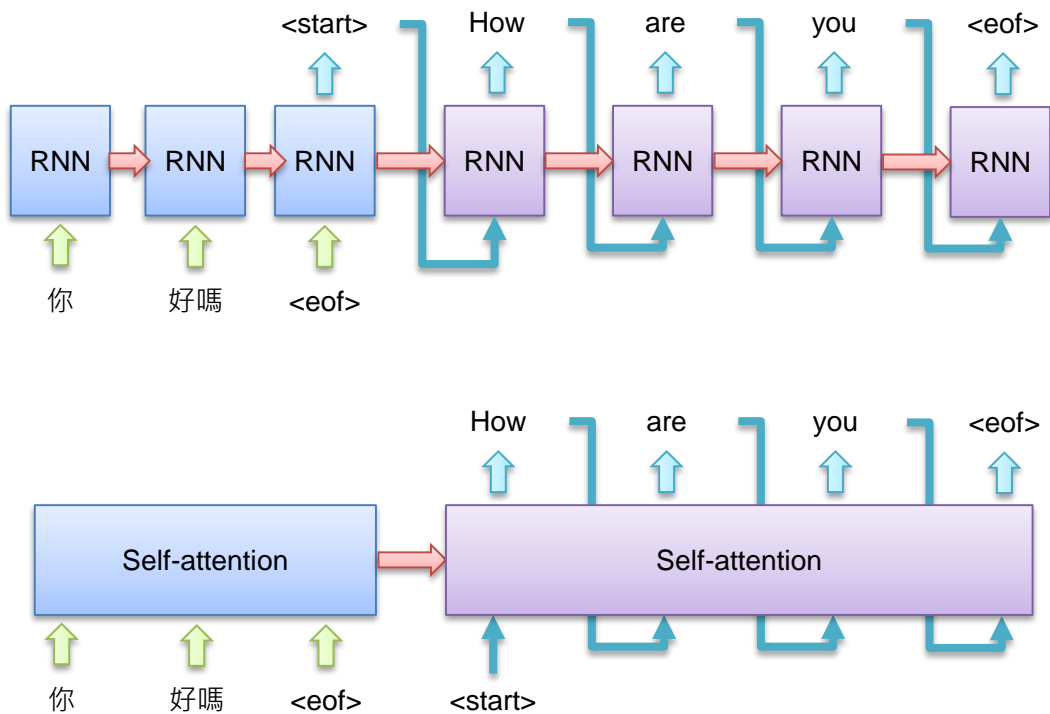 <start> How are you <eof>
RNN RNN RNN RNN RNN RNN RNN
你 好嗎 <eof>
How are you <eof>
Self-attention Self-attention
你 好嗎 <eof> <start>